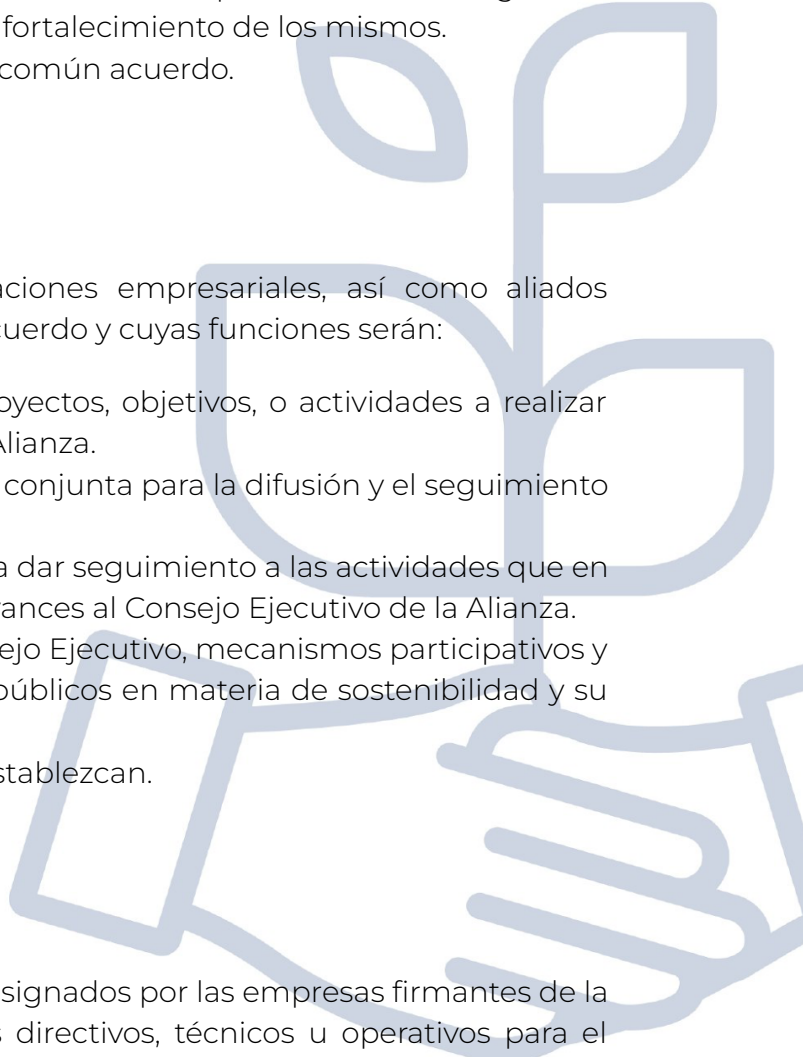 fortalecimiento de los mismos.
común acuerdo.
aciones empresariales, así como aliados
cuerdo y cuyas funciones serán:
oyectos, objetivos, o actividades a realizar
Alianza.
conjunta para la difusión y el seguimiento
a dar seguimiento a las actividades que en
ances al Consejo Ejecutivo de la Alianza.
ejo Ejecutivo, mecanismos participativos y
públicos en materia de sostenibilidad y su
stablezcan.
signados por las empresas firmantes de la
s directivos, técnicos u operativos para el